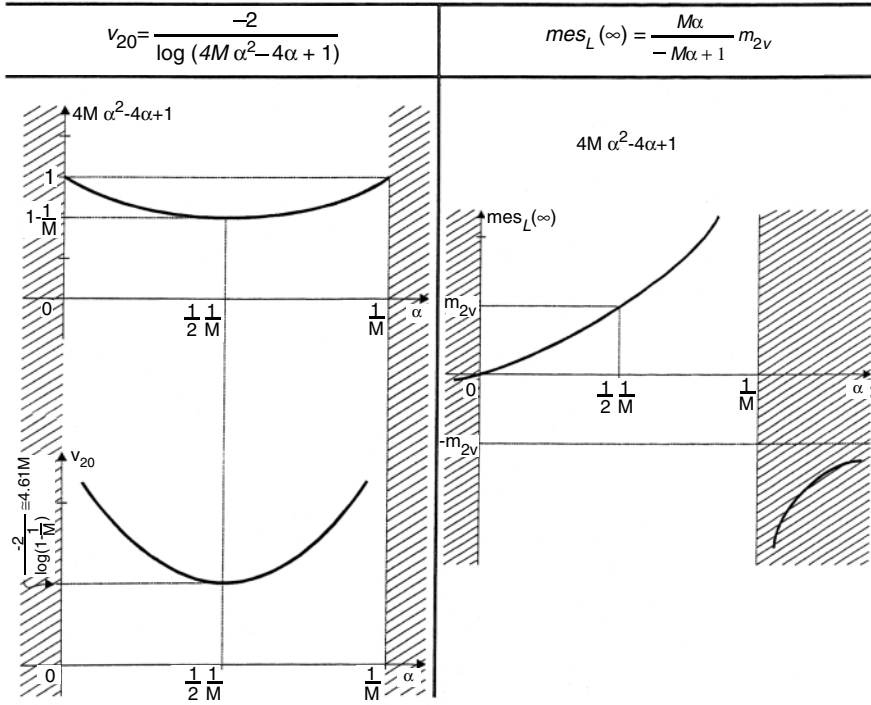 v₂₀ = −2 / log (4M α² − 4α + 1)
mes_L (∞) = Mα / −Mα + 1 m₂ᵥ
4M α²-4α+1
1
1-1/M
0
1/2 1/M
1/M
α
v₂₀
-2/log(1-1/M) ≅4.61M
0
1/2 1/M
1/M
α
4M α²-4α+1
mes_L(∞)
m₂ᵥ
0
1/2 1/M
1/M
α
-m₂ᵥ